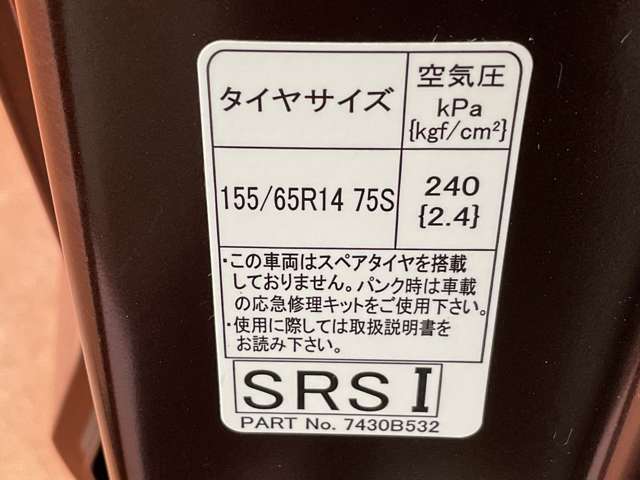 タイヤサイズ
空気圧
kPa
{kgf/cm²}
155/65R14 75S
240
{2.4}
・この車両はスペアタイヤを搭載
しておりません。パンク時は車載
の応急修理キットをご使用下さい。
・使用に際しては取扱説明書を
お読み下さい。
SRS I
PART No. 7430B532